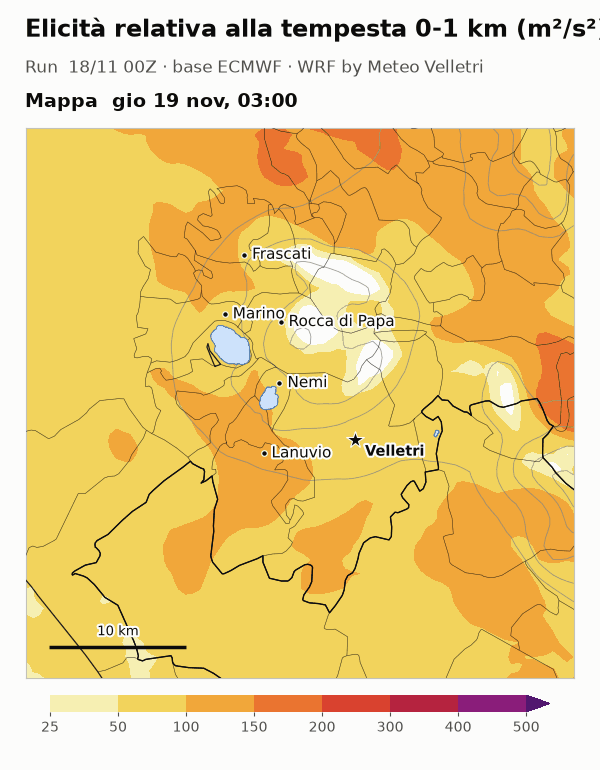 Elicità relativa alla tempesta 0-1 km (m²/s²)
Run  18/11 00Z · base ECMWF · WRF by Meteo Velletri
Mappa  gio 19 nov, 03:00
Frascati
Marino
Rocca di Papa
Nemi
Velletri
Lanuvio
10 km
25 50 100 150 200 300 400 500